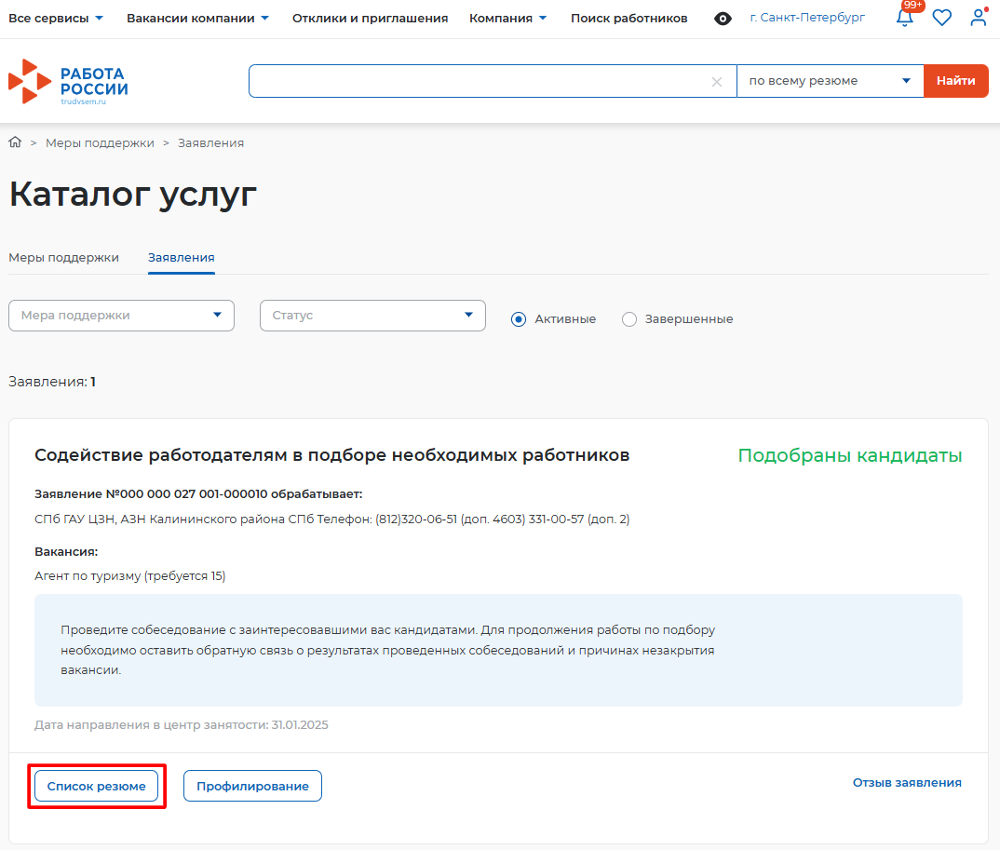 Все сервисы Вакансии компании Отклики и приглашения Компания Поиск работников г. Санкт-Петербург 99+
РАБОТА
РОССИИ
trudvsem.ru
по всему резюме Найти
> Меры поддержки > Заявления
Каталог услуг
Меры поддержки Заявления
Мера поддержки Статус Активные Завершенные
Заявления: 1
Содействие работодателям в подборе необходимых работников Подобраны кандидаты
Заявление №000 000 027 001-000010 обрабатывает:
СПб ГАУ ЦЗН, АЗН Калининского района СПб Телефон: (812)320-06-51 (доп. 4603) 331-00-57 (доп. 2)
Вакансия:
Агент по туризму (требуется 15)
Проведите собеседование с заинтересовавшими вас кандидатами. Для продолжения работы по подбору
необходимо оставить обратную связь о результатах проведенных собеседований и причинах незакрытия
вакансии.
Дата направления в центр занятости: 31.01.2025
Список резюме Профилирование Отзыв заявления